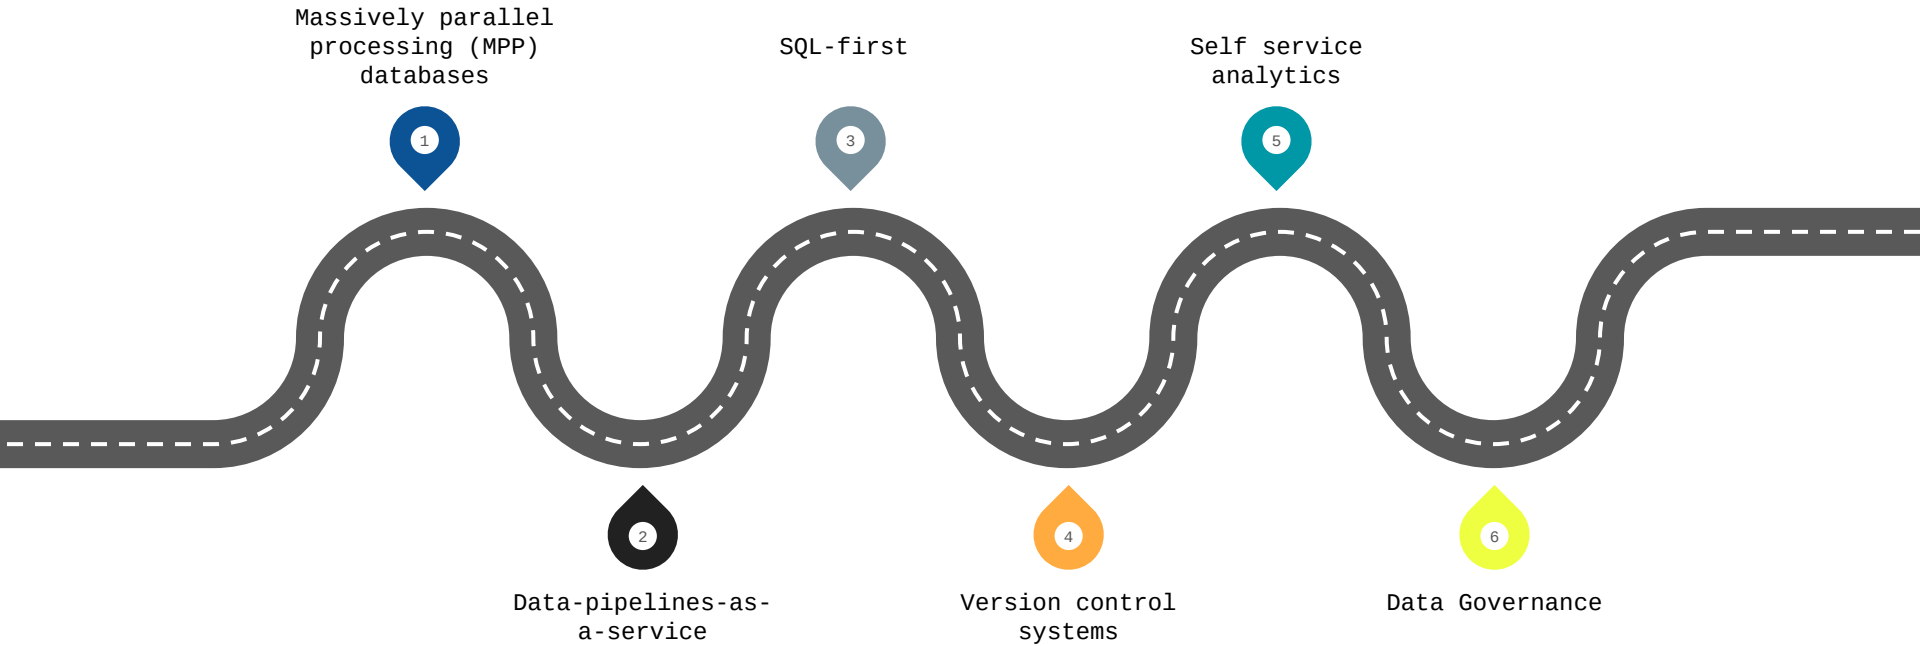 Massively parallel
processing (MPP)
databases
1
Data-pipelines-as-
a-service
2
SQL-first
3
Version control
systems
4
Self service
analytics
5
Data Governance
6